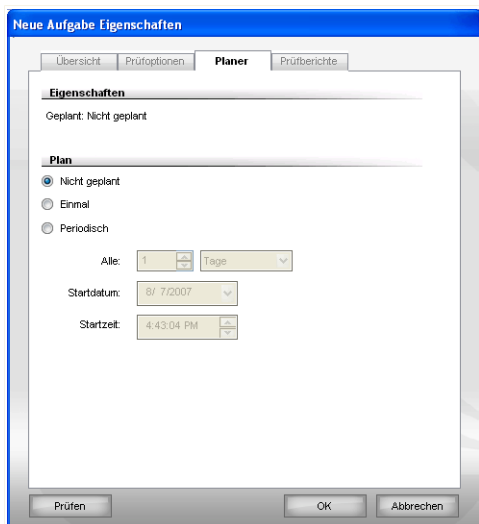 Neue Aufgabe Eigenschaften
Übersicht Prüfoptionen Planer Prüfberichte
Eigenschaften
Geplant: Nicht geplant
Plan
Nicht geplant
Einmal
Periodisch
Alle: 1 Tage
Startdatum: 8/ 7/2007
Startzeit: 4:43:04 PM
Prüfen OK Abbrechen